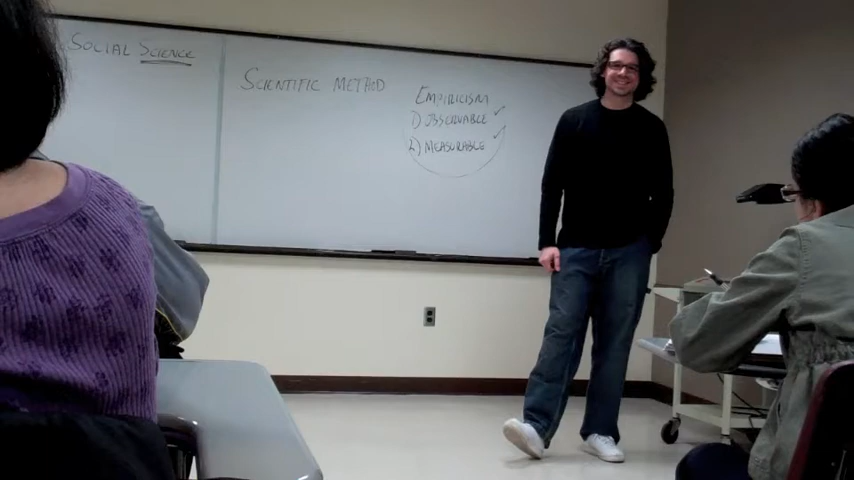 SOCIAL SCIENCE
SCIENTIFIC METHOD
EMPIRICISM
1) OBSERVABLE ✓
2) MEASURABLE ✓